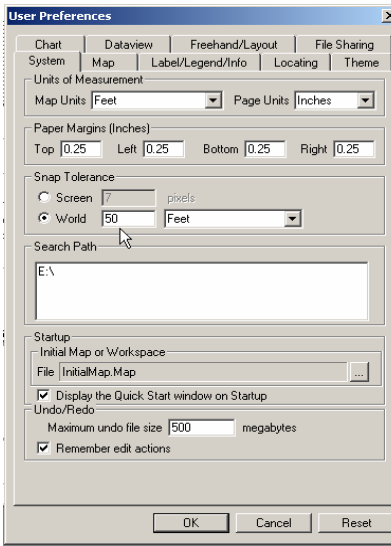 User Preferences
Chart Dataview Freehand/Layout File Sharing
System Map Label/Legend/Info Locating Theme
Units of Measurement
Map Units Feet Page Units Inches
Paper Margins (Inches)
Top 0.25 Left 0.25 Bottom 0.25 Right 0.25
Snap Tolerance
Screen 7 pixels
World 50 Feet
Search Path
E:\
Startup
Initial Map or Workspace
File InitialMap.Map ...
Display the Quick Start window on Startup
Undo/Redo
Maximum undo file size 500 megabytes
Remember edit actions
OK Cancel Reset